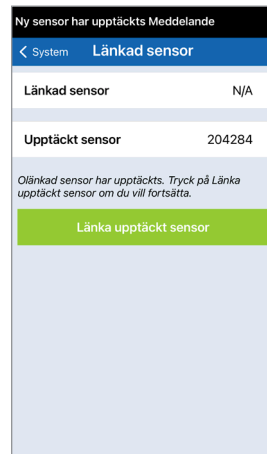 Ny sensor har upptäckts Meddelande
System Länkad sensor
Länkad sensor N/A
Upptäckt sensor 204284
Olänkad sensor har upptäckts. Tryck på Länka
upptäckt sensor om du vill fortsätta.
Länka upptäckt sensor